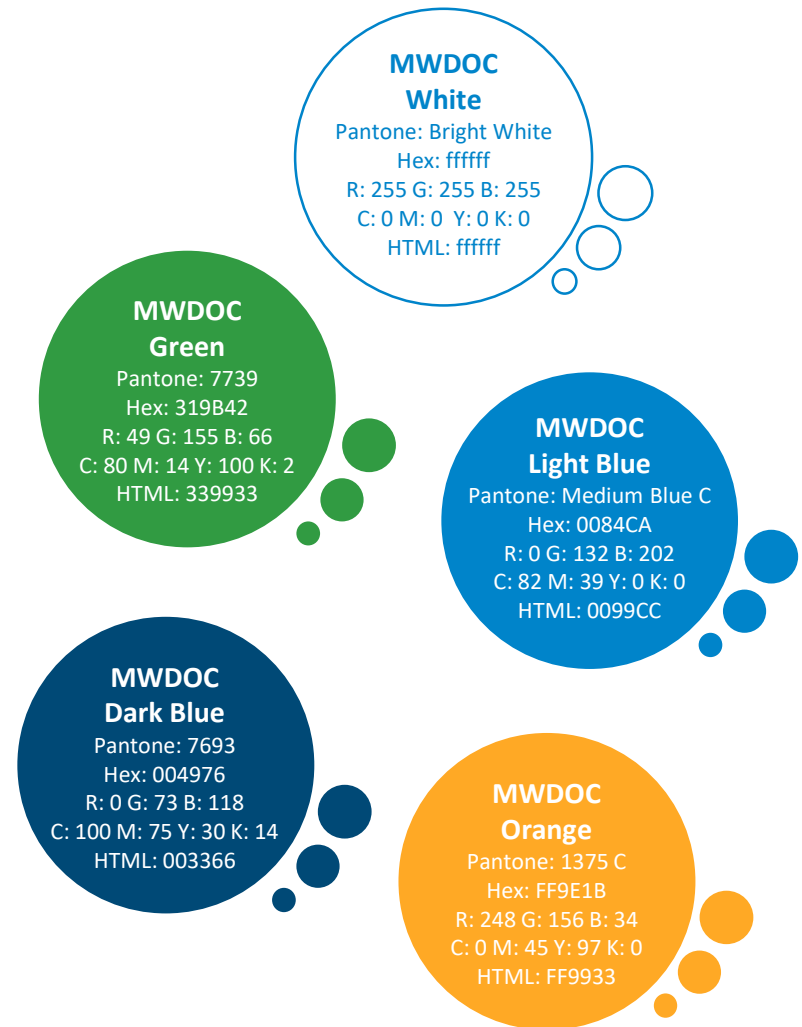 MWDOC
White
Pantone: Bright White
Hex: ffffff
R: 255 G: 255 B: 255
C: 0 M: 0  Y: 0 K: 0
HTML: ffffff
MWDOC
Green
Pantone: 7739
Hex: 319B42
R: 49 G: 155 B: 66
C: 80 M: 14 Y: 100 K: 2
HTML: 339933
MWDOC
Light Blue
Pantone: Medium Blue C
Hex: 0084CA
R: 0 G: 132 B: 202
C: 82 M: 39 Y: 0 K: 0
HTML: 0099CC
MWDOC
Dark Blue
Pantone: 7693
Hex: 004976
R: 0 G: 73 B: 118
C: 100 M: 75 Y: 30 K: 14
HTML: 003366
MWDOC
Orange
Pantone: 1375 C
Hex: FF9E1B
R: 248 G: 156 B: 34
C: 0 M: 45 Y: 97 K: 0
HTML: FF9933